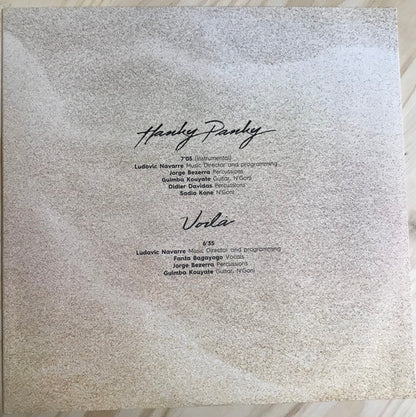 Hanky Panky
7'05 (Instrumental)
Ludovic Navarre Music Director and programming
Jorge Bezerra Percussions
Guimba Kouyate Guitar, N'Goni
Didier Davidas Percussions
Sadio Kone N'Goni
Voila
6'35
Ludovic Navarre Music Director and programming
Fanta Bagayogo Vocals
Jorge Bezerra Percussions
Guimba Kouyate Guitar, N'Goni